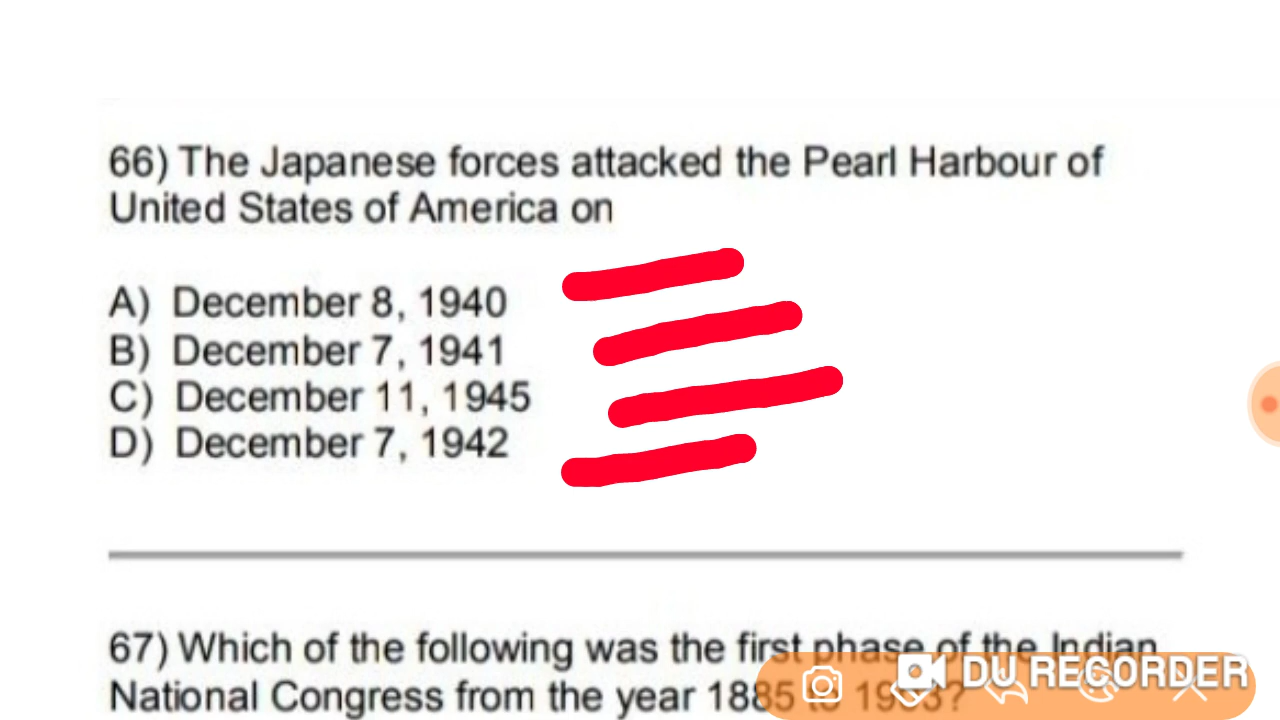 66) The Japanese forces attacked the Pearl Harbour of
United States of America on
A) December 8, 1940
B) December 7, 1941
C) December 11, 1945
D) December 7, 1942
67) Which of the following was the first phase of the Indian
National Congress from the year 1885 to
DU RECORDER